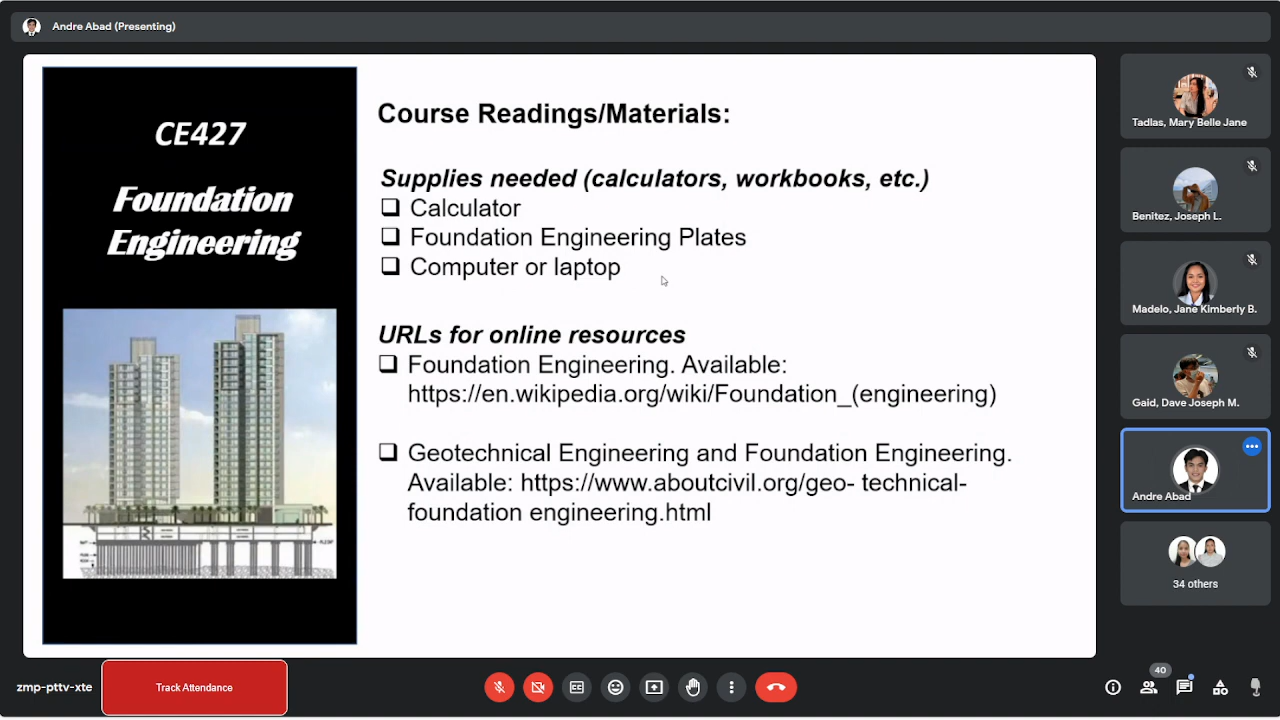 Andre Abad (Presenting)
CE427
Foundation
Engineering
Course Readings/Materials:
Supplies needed (calculators, workbooks, etc.)
Calculator
Foundation Engineering Plates
Computer or laptop
URLs for online resources
Foundation Engineering. Available:
https://en.wikipedia.org/wiki/Foundation_(engineering)
Geotechnical Engineering and Foundation Engineering.
Available: https://www.aboutcivil.org/geo- technical-
foundation engineering.html
Tadlas, Mary Belle Jane
Benitez, Joseph L.
Madelo, Jane Kimberly B.
Gaid, Dave Joseph M.
Andre Abad
34 others
zmp-pttv-xte
Track Attendance
40